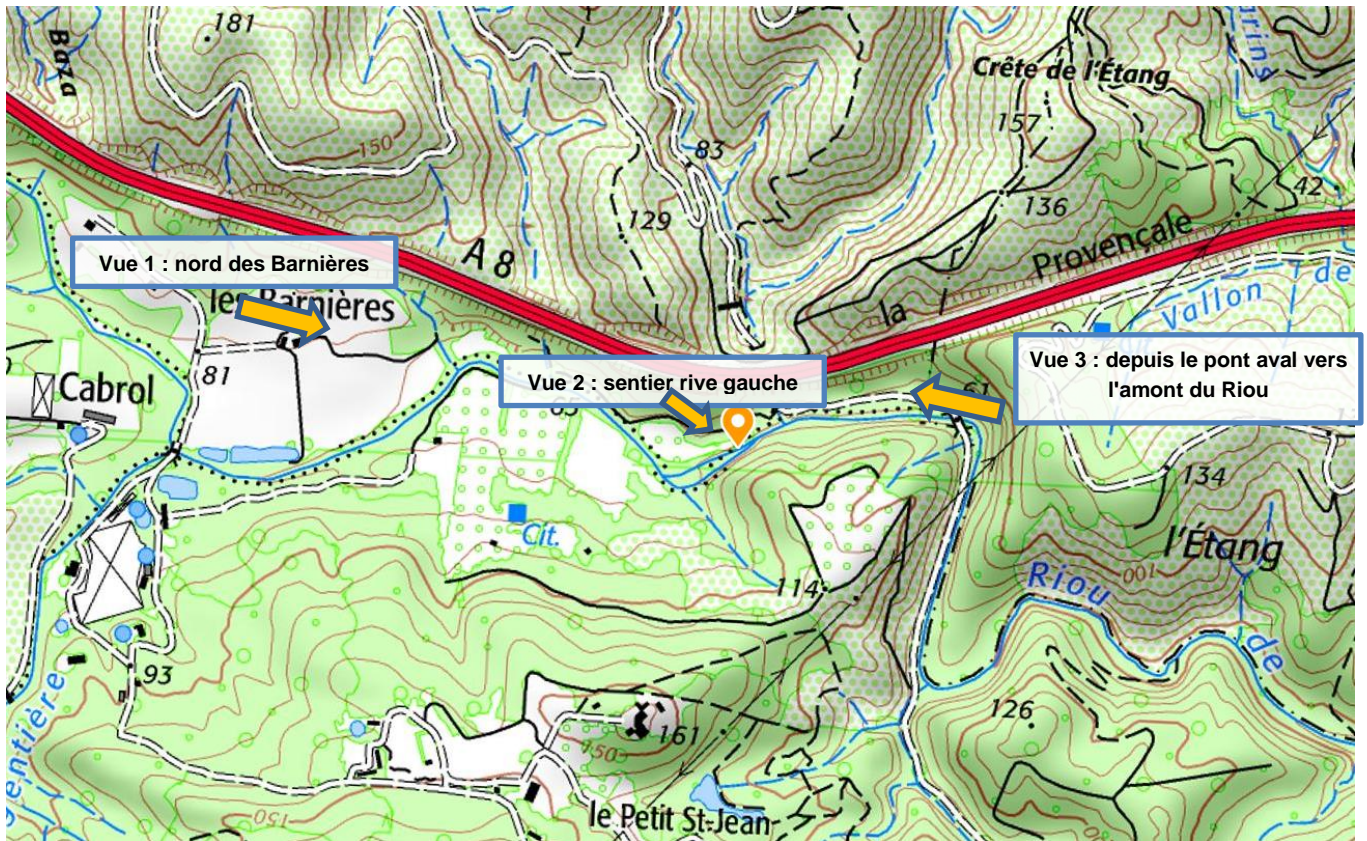 181
Baza
150
83
Crête de l'Étang
157
arins
42
136
129
A 8
la
Provençale
Vallon de
Vue 1 : nord des Barnières
les Barnières
81
Cabrol
Vue 2 : sentier rive gauche
65
Vue 3 : depuis le pont aval vers
l'amont du Riou
61
134
l'Étang
100
Riou
de
Cit.
114
93
entière
126
161
150
150
le Petit St-Jean
00